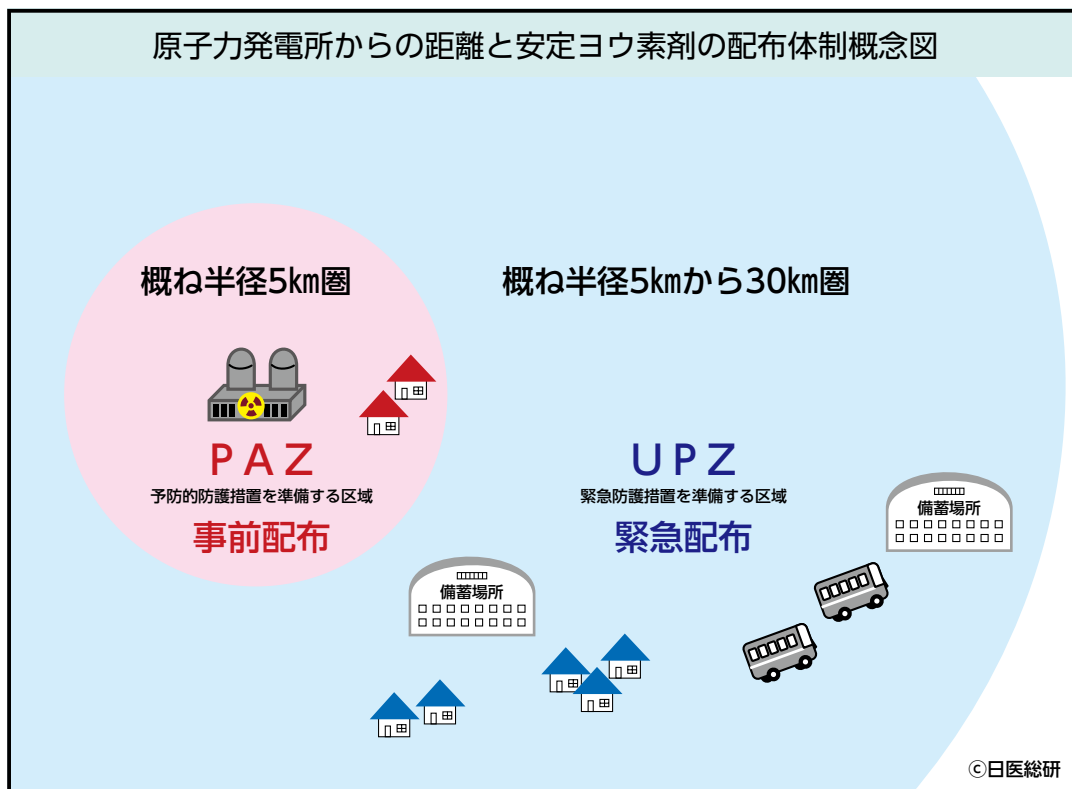 原子力発電所からの距離と安定ヨウ素剤の配布体制概念図
概ね半径5㎞圏
概ね半径5㎞から30㎞圏
ＰＡＺ
予防的防護措置を準備する区域
事前配布
ＵＰＺ
緊急防護措置を準備する区域
緊急配布
備蓄場所
備蓄場所
©日医総研